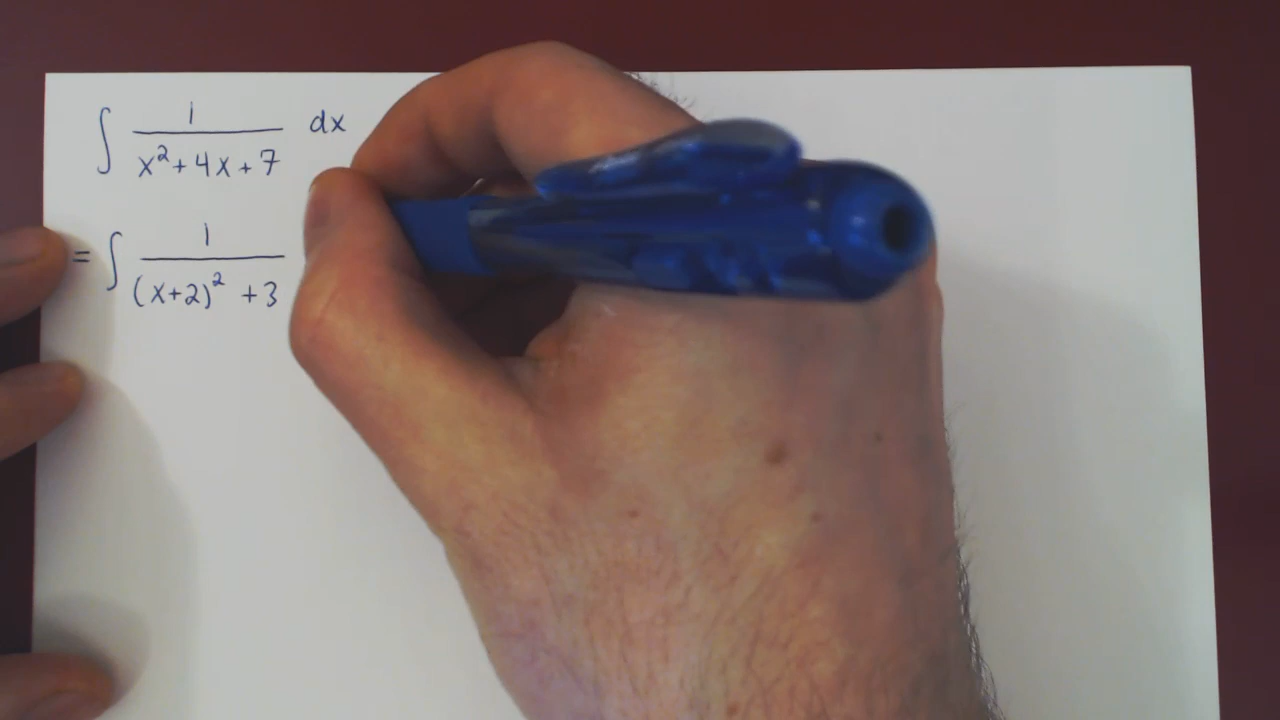 ∫ 1/(x²+4x+7) dx
= ∫ 1/((x+2)² +3)